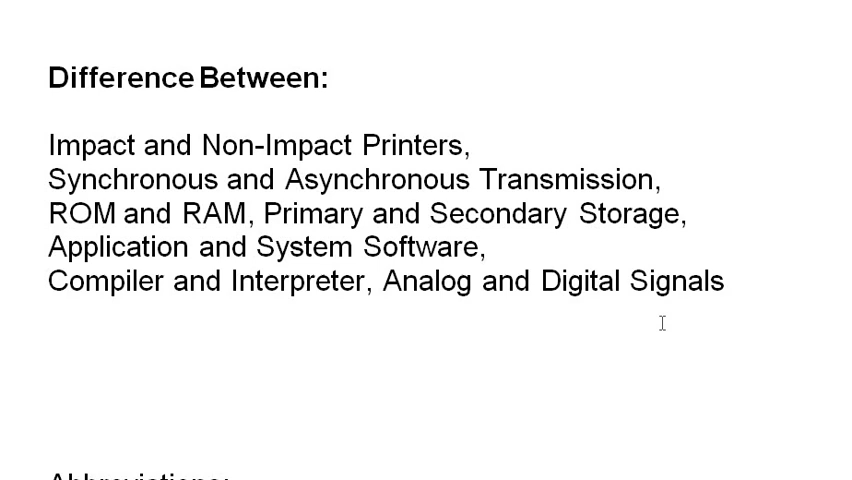 Difference Between:
Impact and Non-Impact Printers,
Synchronous and Asynchronous Transmission,
ROM and RAM, Primary and Secondary Storage,
Application and System Software,
Compiler and Interpreter, Analog and Digital Signals
Abbreviations: